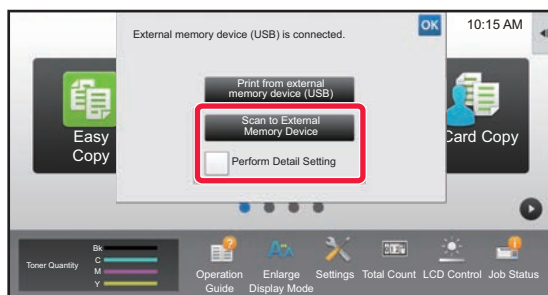 External memory device (USB) is connected.
OK
10:15 AM
Print from external
memory device (USB)
Scan to External
Memory Device
Perform Detail Setting
Easy
Copy
Card Copy
Toner Quantity
Bk
C
M
Y
Operation
Guide
Enlarge
Display Mode
Settings
Total Count
LCD Control
Job Status